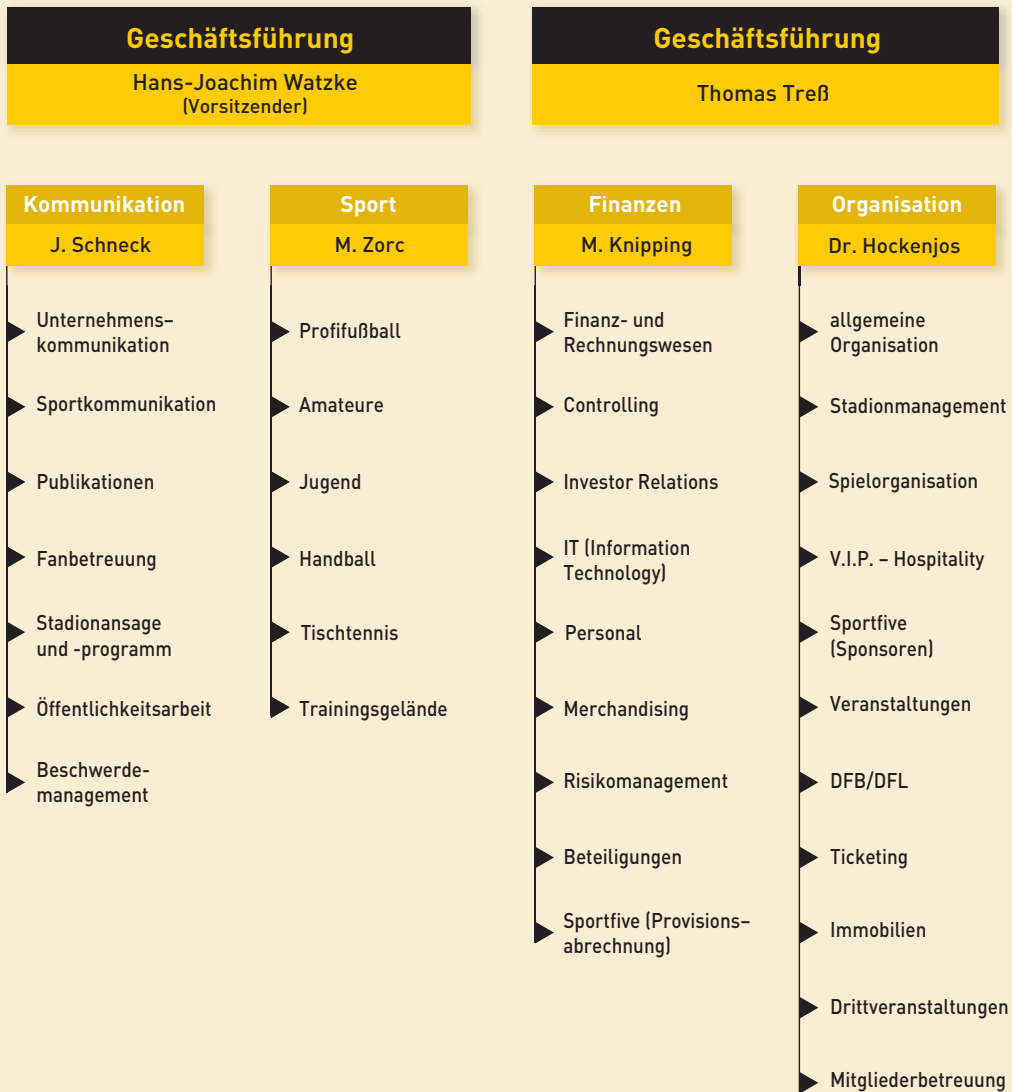 Geschäftsführung
Hans-Joachim Watzke
(Vorsitzender)
Geschäftsführung
Thomas Treß
Kommunikation
J. Schneck
Unternehmens–
kommunikation
Sportkommunikation
Publikationen
Fanbetreuung
Stadionansage
und -programm
Öffentlichkeitsarbeit
Beschwerde-
management
Sport
M. Zorc
Profifußball
Amateure
Jugend
Handball
Tischtennis
Trainingsgelände
Finanzen
M. Knipping
Finanz- und
Rechnungswesen
Controlling
Investor Relations
IT (Information
Technology)
Personal
Merchandising
Risikomanagement
Beteiligungen
Sportfive (Provisions–
abrechnung)
Organisation
Dr. Hockenjos
allgemeine
Organisation
Stadionmanagement
Spielorganisation
V.I.P. – Hospitality
Sportfive
(Sponsoren)
Veranstaltungen
DFB/DFL
Ticketing
Immobilien
Drittveranstaltungen
Mitgliederbetreuung